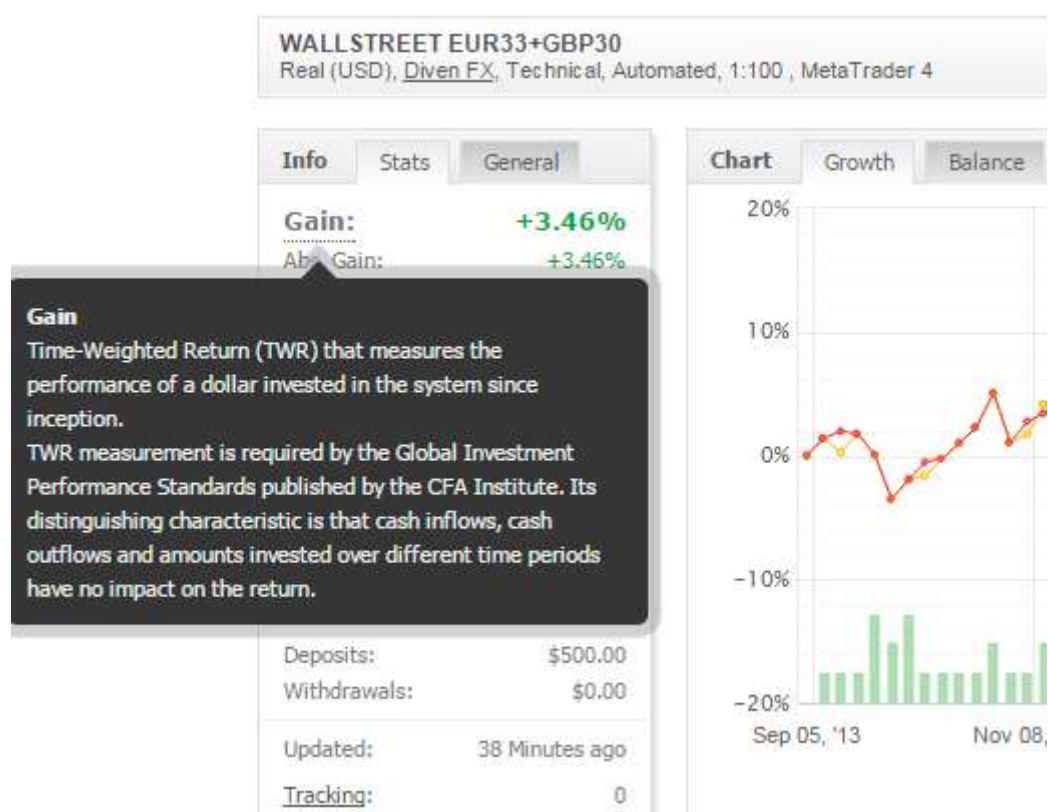 WALLSTREET EUR33+GBP30
Real (USD), Diven FX, Technical, Automated, 1:100 , MetaTrader 4
Info Stats General
Gain: +3.46%
Abs Gain: +3.46%
Gain
Time-Weighted Return (TWR) that measures the
performance of a dollar invested in the system since
inception.
TWR measurement is required by the Global Investment
Performance Standards published by the CFA Institute. Its
distinguishing characteristic is that cash inflows, cash
outflows and amounts invested over different time periods
have no impact on the return.
Deposits: $500.00
Withdrawals: $0.00
Updated: 38 Minutes ago
Tracking: 0
Chart Growth Balance
20%
10%
0%
-10%
-20%
Sep 05, '13 Nov 08,